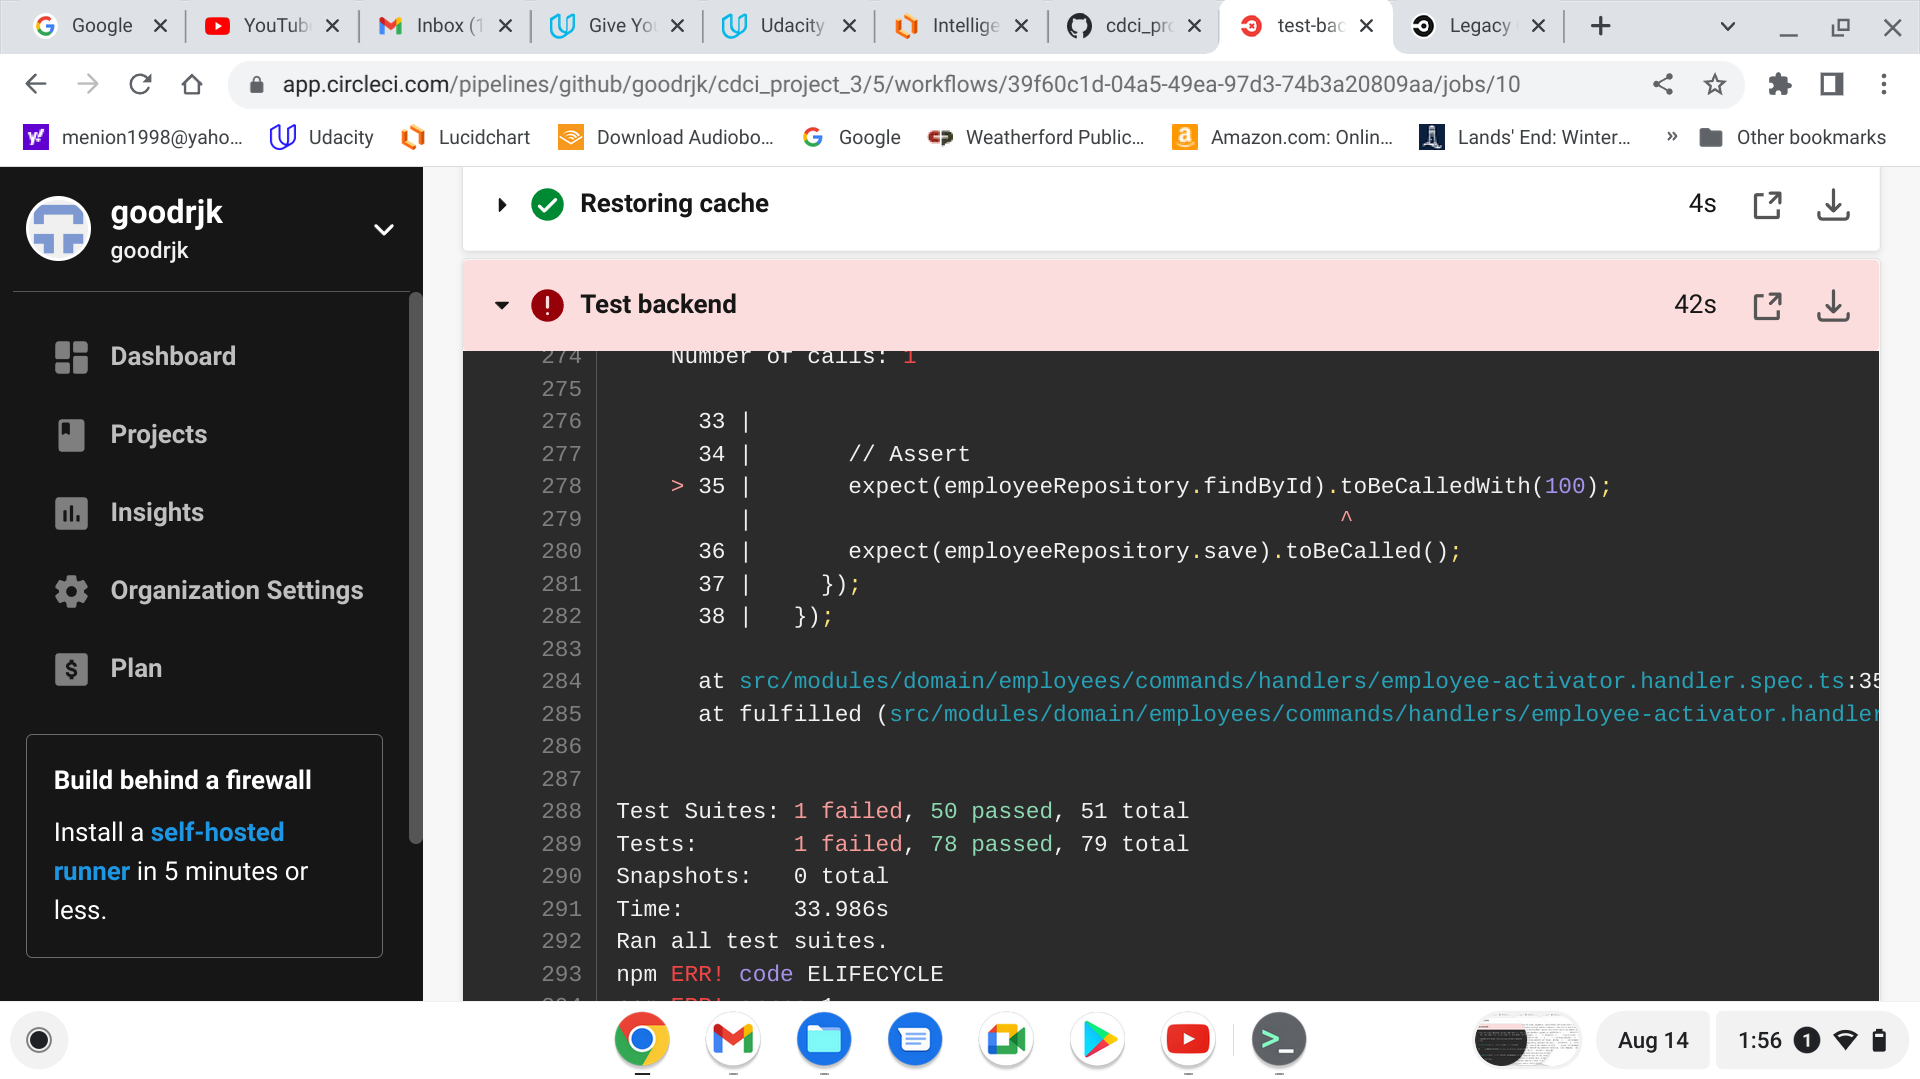 Google
YouTub
Inbox (1
Give Yo
Udacity
Intellige
cdci_pro
test-bac
Legacy
app.circleci.com/pipelines/github/goodrjk/cdci_project_3/5/workflows/39f60c1d-04a5-49ea-97d3-74b3a20809aa/jobs/10
menion1998@yaho...
Udacity
Lucidchart
Download Audiobo...
Google
Weatherford Public...
Amazon.com: Onlin...
Lands' End: Winter...
»
Other bookmarks
goodrjk
goodrjk
Dashboard
Projects
Insights
Organization Settings
Plan
Build behind a firewall
Install a self-hosted
runner in 5 minutes or
less.
Restoring cache 4s
Test backend 42s
274 Number of calls: 1
275
276 33 |
277 34 | // Assert
278 > 35 | expect(employeeRepository.findById).toBeCalledWith(100);
279 | ^
280 36 | expect(employeeRepository.save).toBeCalled();
281 37 | });
282 38 | });
283
284 at src/modules/domain/employees/commands/handlers/employee-activator.handler.spec.ts:35
285 at fulfilled (src/modules/domain/employees/commands/handlers/employee-activator.handler
286
287
288 Test Suites: 1 failed, 50 passed, 51 total
289 Tests: 1 failed, 78 passed, 79 total
290 Snapshots: 0 total
291 Time: 33.986s
292 Ran all test suites.
293 npm ERR! code ELIFECYCLE
Aug 14
1:56 1